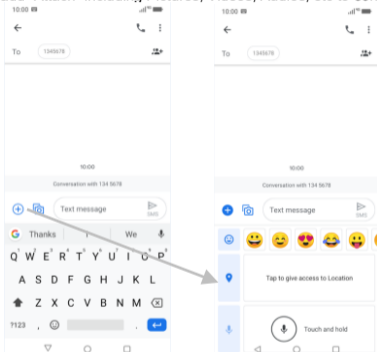 10:00
To 1345678
10:00
Conversation with 134 5678
Text message
SMS
G Thanks I We
Q W E R T Y U I O P
A S D F G H J K L
Z X C V B N M
?123 , .
10:00
To 1345678
10:00
Conversation with 134 5678
Text message
SMS
Tap to give access to Location
Touch and hold